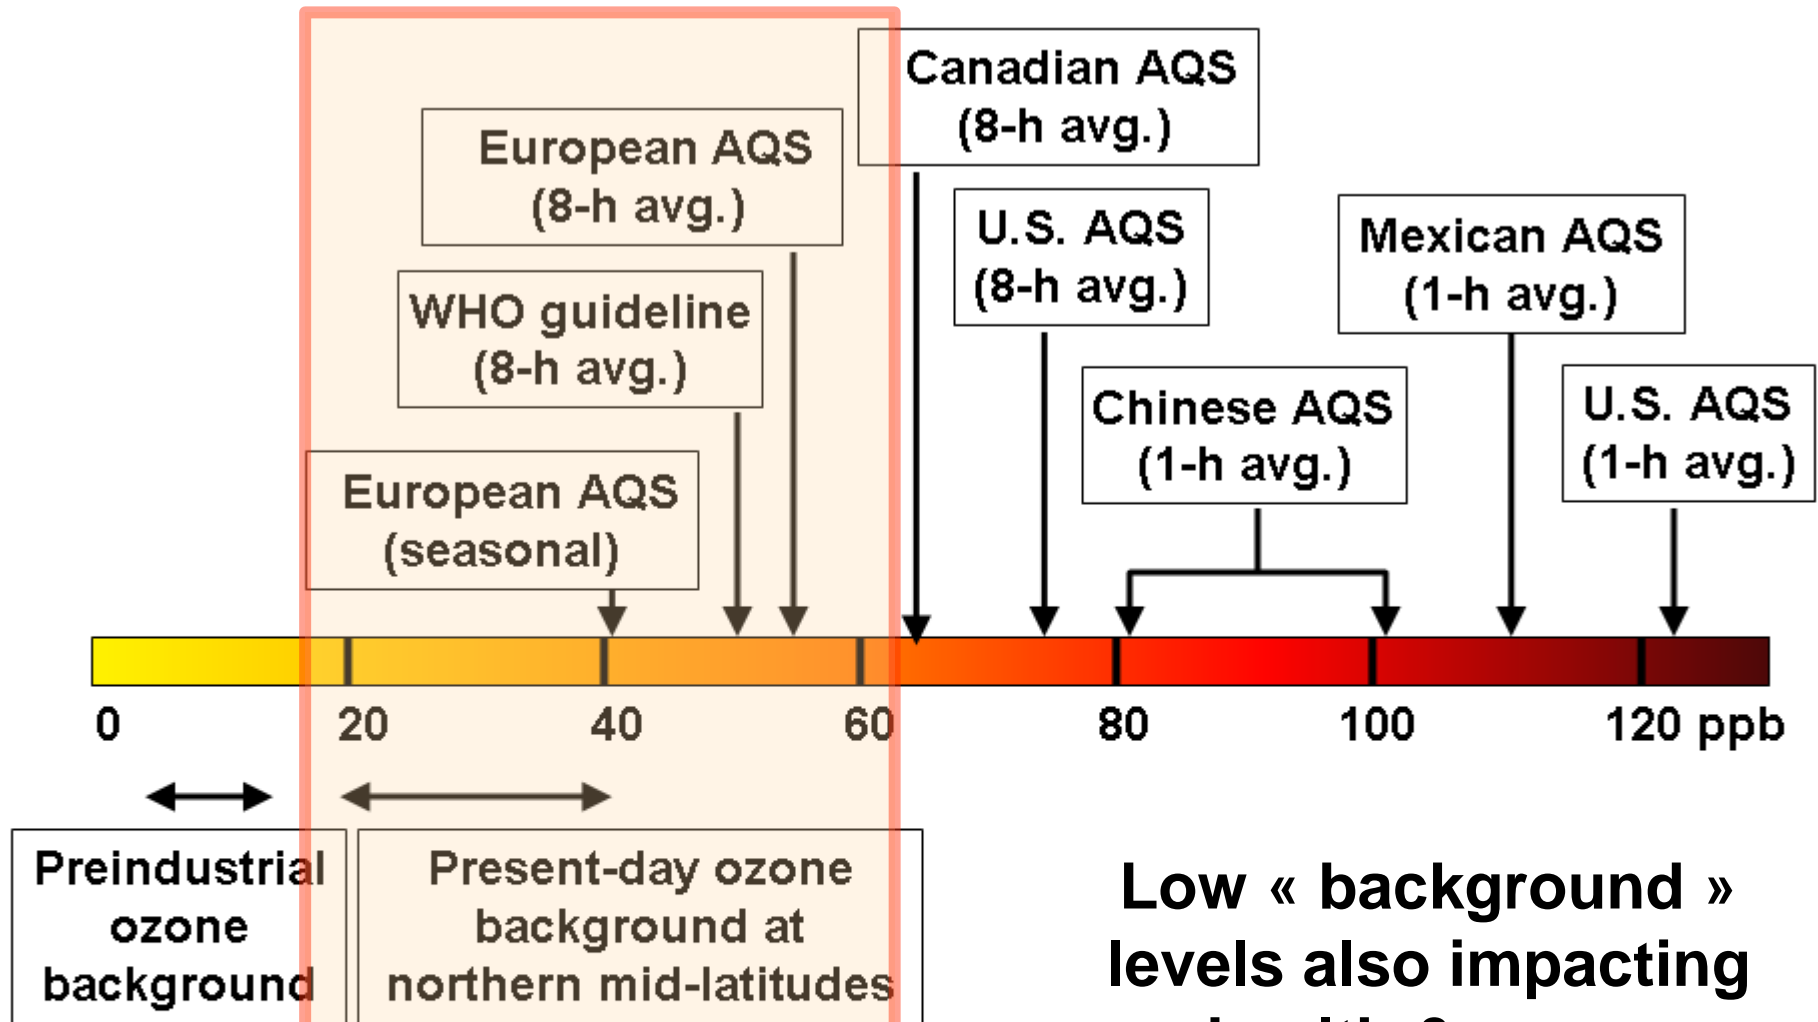 Canadian AQS
(8-h avg.)
European AQS
(8-h avg.)
U.S. AQS
(8-h avg.)
Mexican AQS
(1-h avg.)
WHO guideline
(8-h avg.)
Chinese AQS
(1-h avg.)
U.S. AQS
(1-h avg.)
European AQS
(seasonal)
0 20 40 60 80 100 120 ppb
Preindustrial
ozone
background
Present-day ozone
background at
northern mid-latitudes
Low « background »
levels also impacting